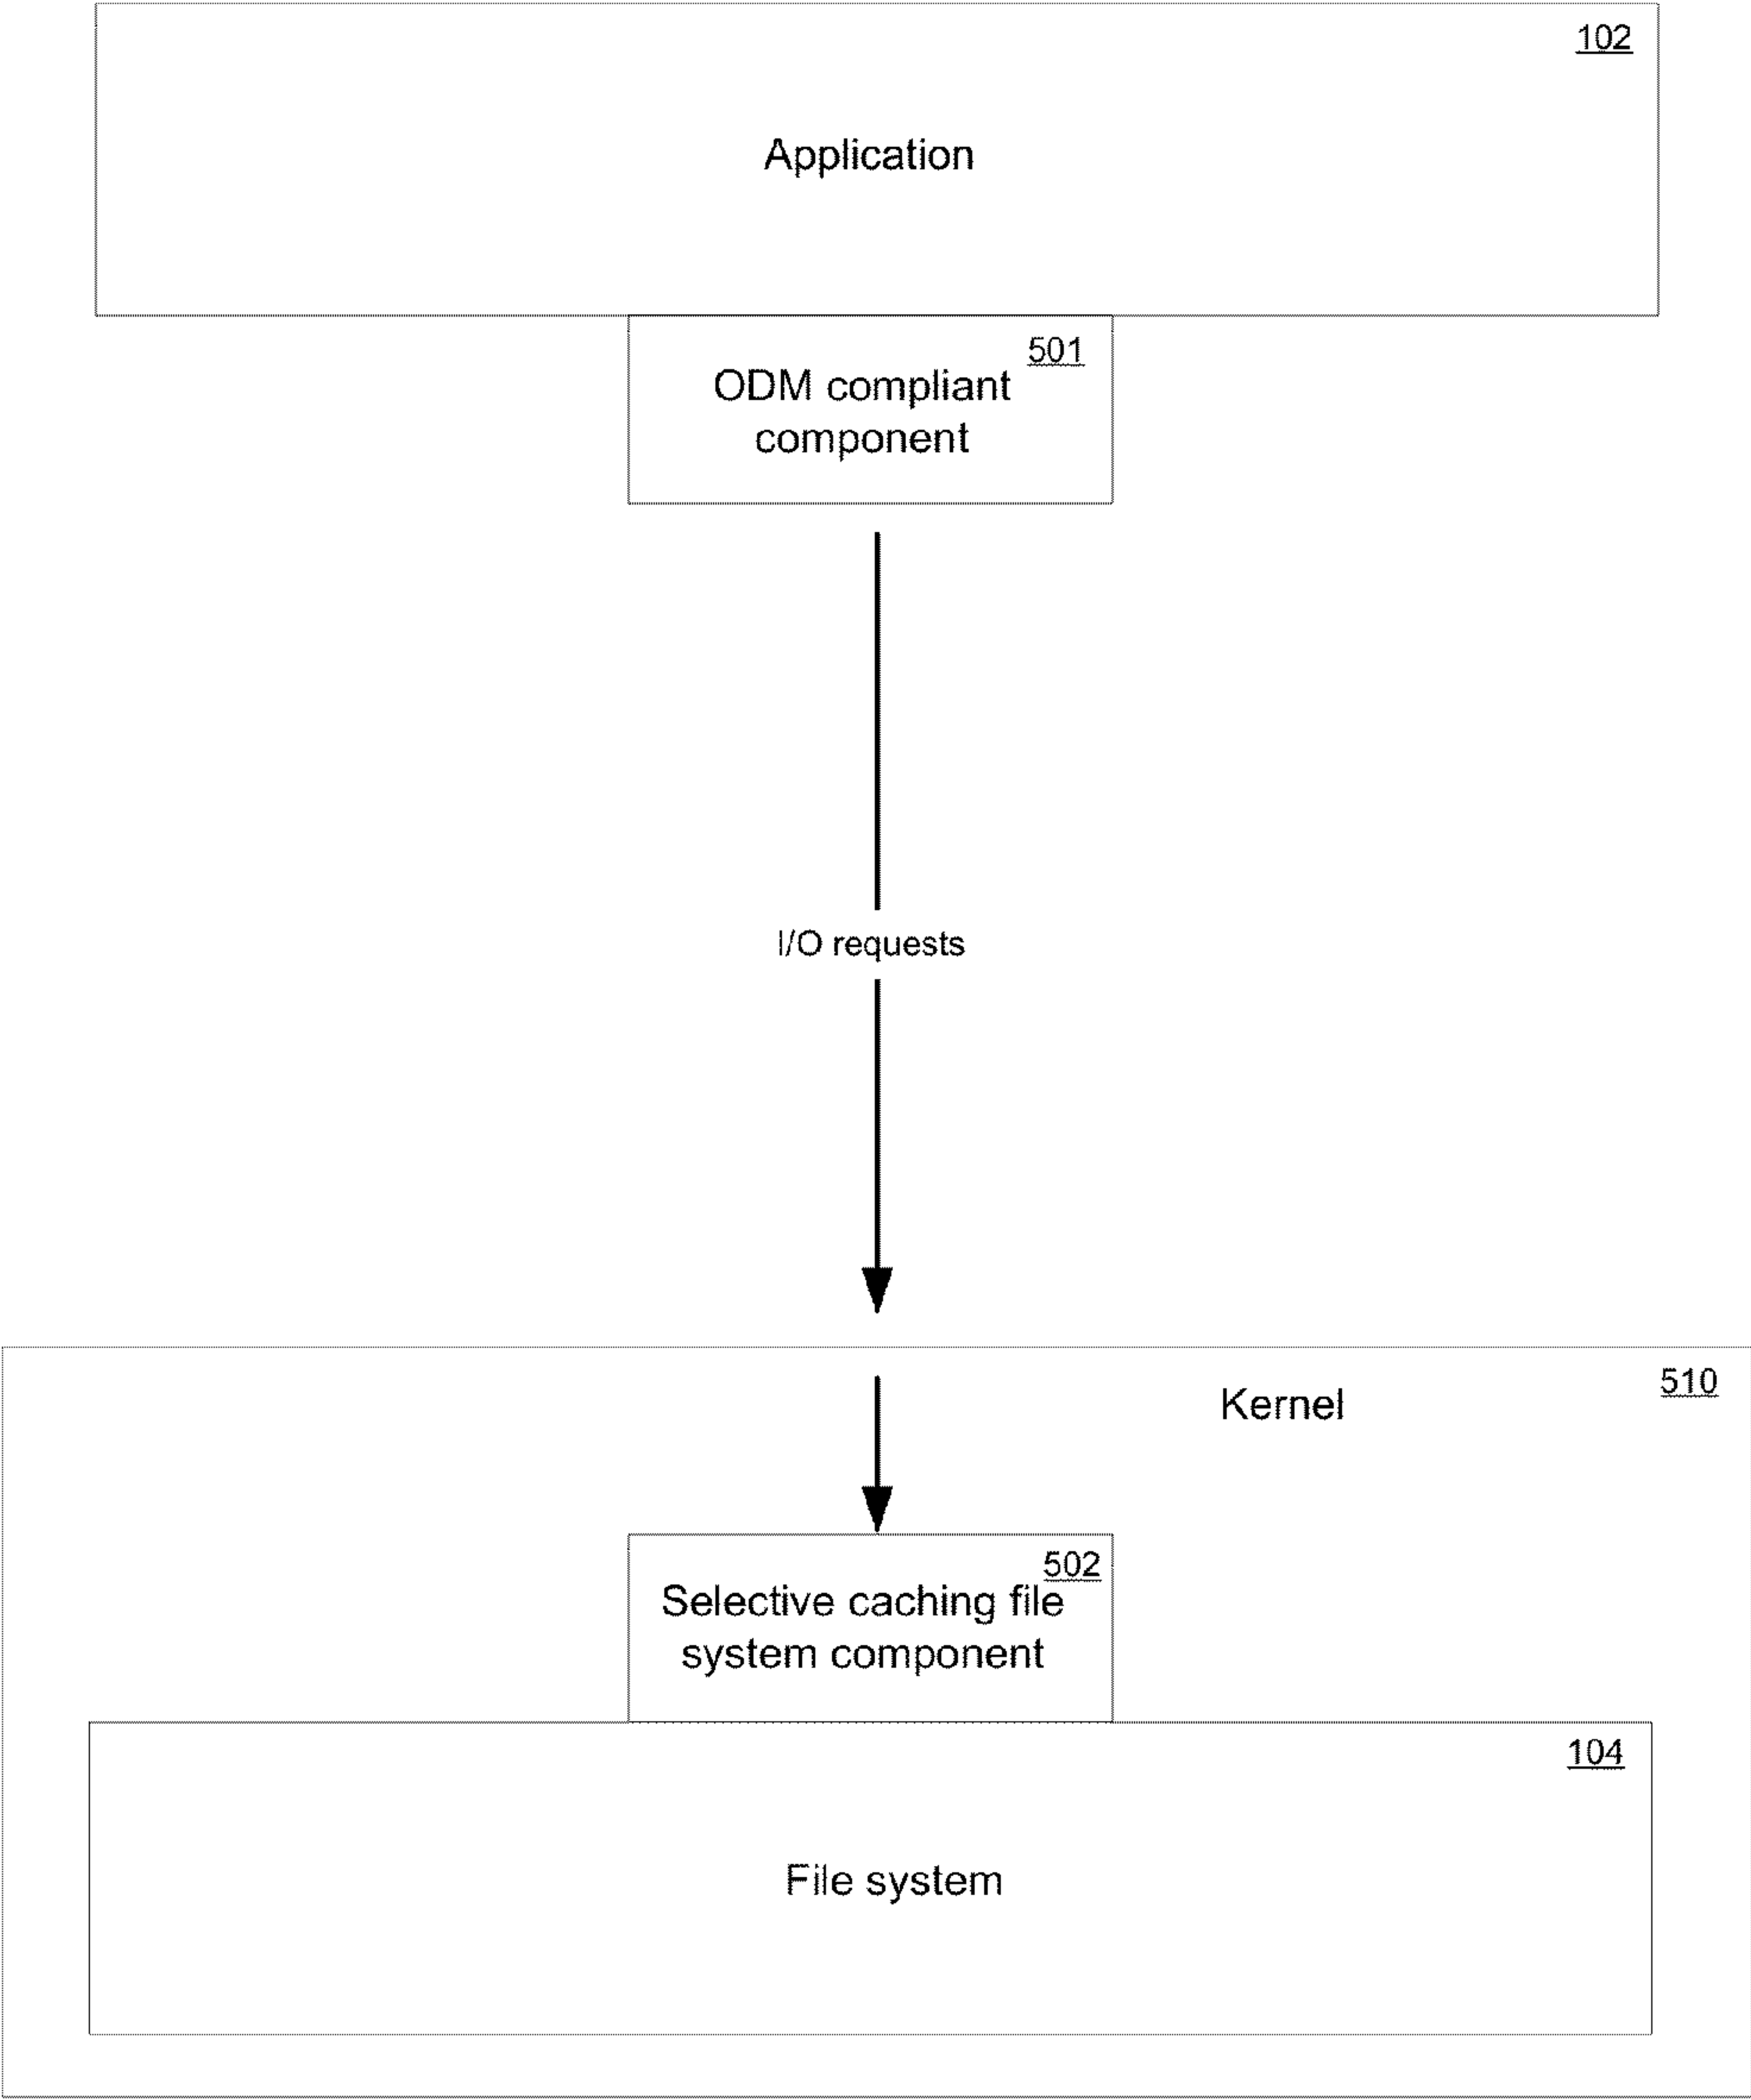 102
Application
501
ODM compliant
component
I/O requests
510
Kernel
502
Selective caching file
system component
104
File system